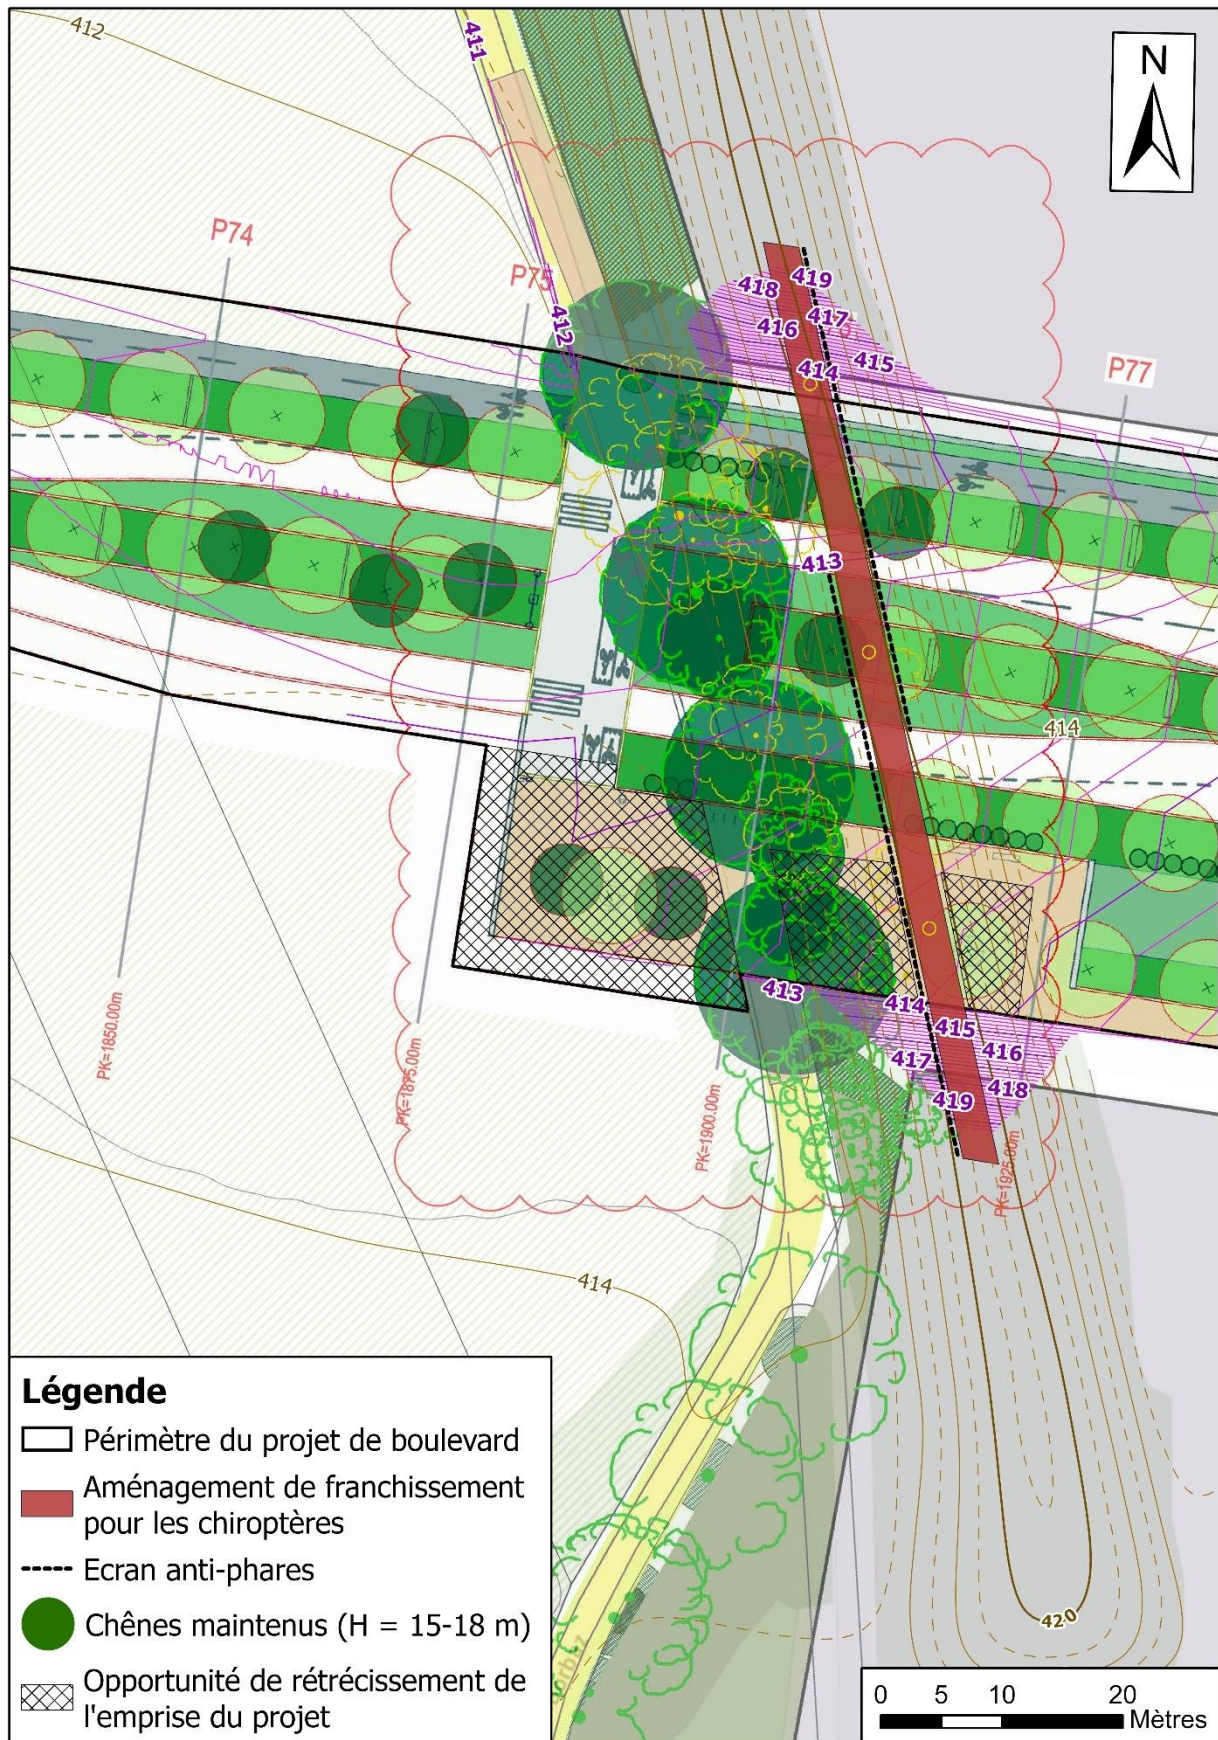 412
411
N
P74
P75
412
418
419
416
417
415
414
P77
413
414
413
414
415
416
417
418
419
PK=1850.00m
PK=1875.00m
PK=1900.00m
PK=1925.00m
414
420
Légende
Périmètre du projet de boulevard
Aménagement de franchissement
pour les chiroptères
Ecran anti-phares
Chênes maintenus (H = 15-18 m)
Opportunité de rétrécissement de
l'emprise du projet
0 5 10 20
Mètres